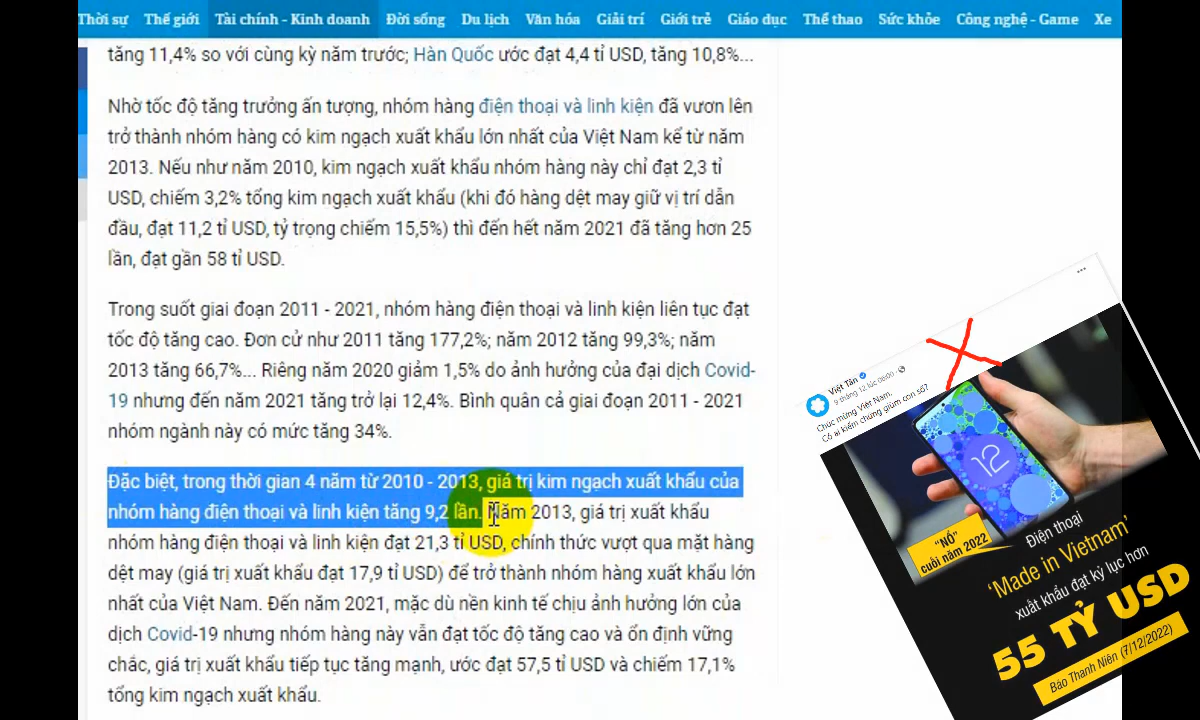 Thời sự Thế giới Tài chính - Kinh doanh Đời sống Du lịch Văn hóa Giải trí Giới trẻ Giáo dục Thể thao Sức khỏe Công nghệ - Game Xe
tăng 11,4% so với cùng kỳ năm trước; Hàn Quốc ước đạt 4,4 tỉ USD, tăng 10,8%...
Nhờ tốc độ tăng trưởng ấn tượng, nhóm hàng điện thoại và linh kiện đã vươn lên
trở thành nhóm hàng có kim ngạch xuất khẩu lớn nhất của Việt Nam kể từ năm
2013. Nếu như năm 2010, kim ngạch xuất khẩu nhóm hàng này chỉ đạt 2,3 tỉ
USD, chiếm 3,2% tổng kim ngạch xuất khẩu (khi đó hàng dệt may giữ vị trí dẫn
đầu, đạt 11,2 tỉ USD, tỷ trọng chiếm 15,5%) thì đến hết năm 2021 đã tăng hơn 25
lần, đạt gần 58 tỉ USD.
Trong suốt giai đoạn 2011 - 2021, nhóm hàng điện thoại và linh kiện liên tục đạt
tốc độ tăng cao. Đơn cử như 2011 tăng 177,2%; năm 2012 tăng 99,3%; năm
2013 tăng 66,7%... Riêng năm 2020 giảm 1,5% do ảnh hưởng của đại dịch Covid-
19 nhưng đến năm 2021 tăng trở lại 12,4%. Bình quân cả giai đoạn 2011 - 2021
nhóm ngành này có mức tăng 34%.
Đặc biệt, trong thời gian 4 năm từ 2010 - 2013, giá trị kim ngạch xuất khẩu của
nhóm hàng điện thoại và linh kiện tăng 9,2 lần. Năm 2013, giá trị xuất khẩu
nhóm hàng điện thoại và linh kiện đạt 21,3 tỉ USD, chính thức vượt qua mặt hàng
dệt may (giá trị xuất khẩu đạt 17,9 tỉ USD) để trở thành nhóm hàng xuất khẩu lớn
nhất của Việt Nam. Đến năm 2021, mặc dù nền kinh tế chịu ảnh hưởng lớn của
dịch Covid-19 nhưng nhóm hàng này vẫn đạt tốc độ tăng cao và ổn định vững
chắc, giá trị xuất khẩu tiếp tục tăng mạnh, ước đạt 57,5 tỉ USD và chiếm 17,1%
tổng kim ngạch xuất khẩu.
Việt Tân
9 tháng 12 lúc 06:00
Chúc mừng Việt Nam.
Có ai kiểm chứng giùm con số?
12
"NỔ"
cuối năm 2022
Điện thoại
'Made in Vietnam'
xuất khẩu đạt kỷ lục hơn
55 TỶ USD
Báo Thanh Niên (7/12/2022)